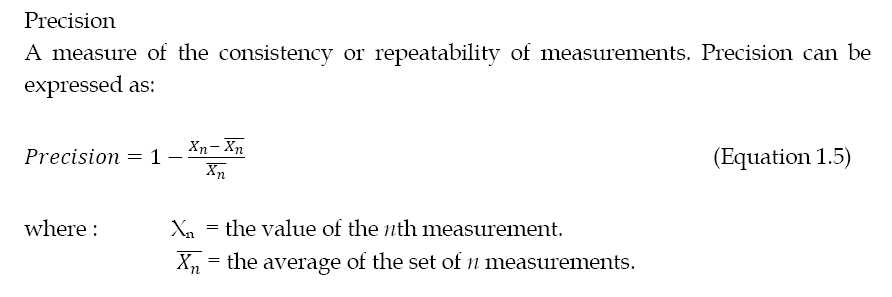 Precision
A measure of the consistency or repeatability of measurements. Precision can be
expressed as:
Precision = 1 − (Xn − X̅n̅)/X̅n̅ (Equation 1.5)
where : Xn = the value of the nth measurement.
X̅n̅ = the average of the set of n measurements.